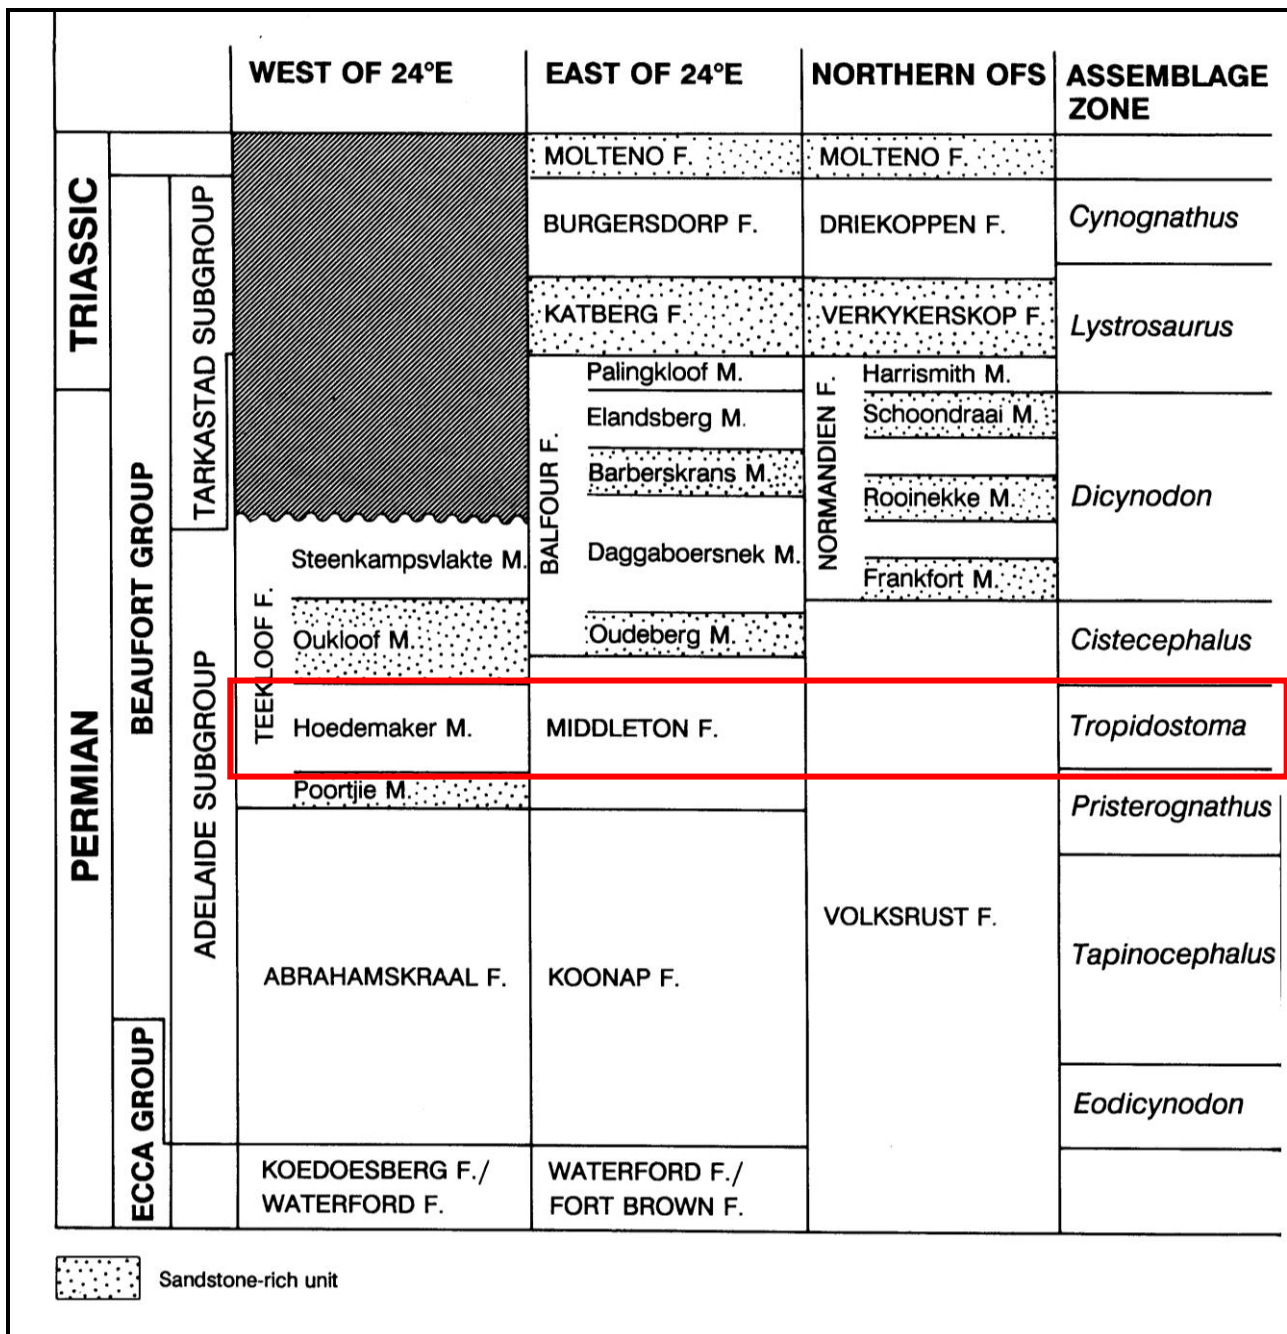 WEST OF 24°E
EAST OF 24°E
NORTHERN OFS
ASSEMBLAGE
ZONE
TRIASSIC
PERMIAN
BEAUFORT GROUP
ECCA GROUP
TARKASTAD SUBGROUP
ADELAIDE SUBGROUP
TEEKLOOF F.
Steenkampsvlakte M.
Oukloof M.
Hoedemaker M.
Poortjie M.
ABRAHAMSKRAAL F.
KOEDOESBERG F./
WATERFORD F.
MOLTENO F.
BURGERSDORP F.
KATBERG F.
BALFOUR F.
Palingkloof M.
Elandsberg M.
Barberskrans M.
Daggaboersnek M.
Oudeberg M.
MIDDLETON F.
KOONAP F.
WATERFORD F./
FORT BROWN F.
MOLTENO F.
DRIEKOPPEN F.
VERKYKERSKOP F.
NORMANDIEN F.
Harrismith M.
Schoondraai M.
Rooinekke M.
Frankfort M.
VOLKSRUST F.
Cynognathus
Lystrosaurus
Dicynodon
Cistecephalus
Tropidostoma
Pristerognathus
Tapinocephalus
Eodicynodon
Sandstone-rich unit